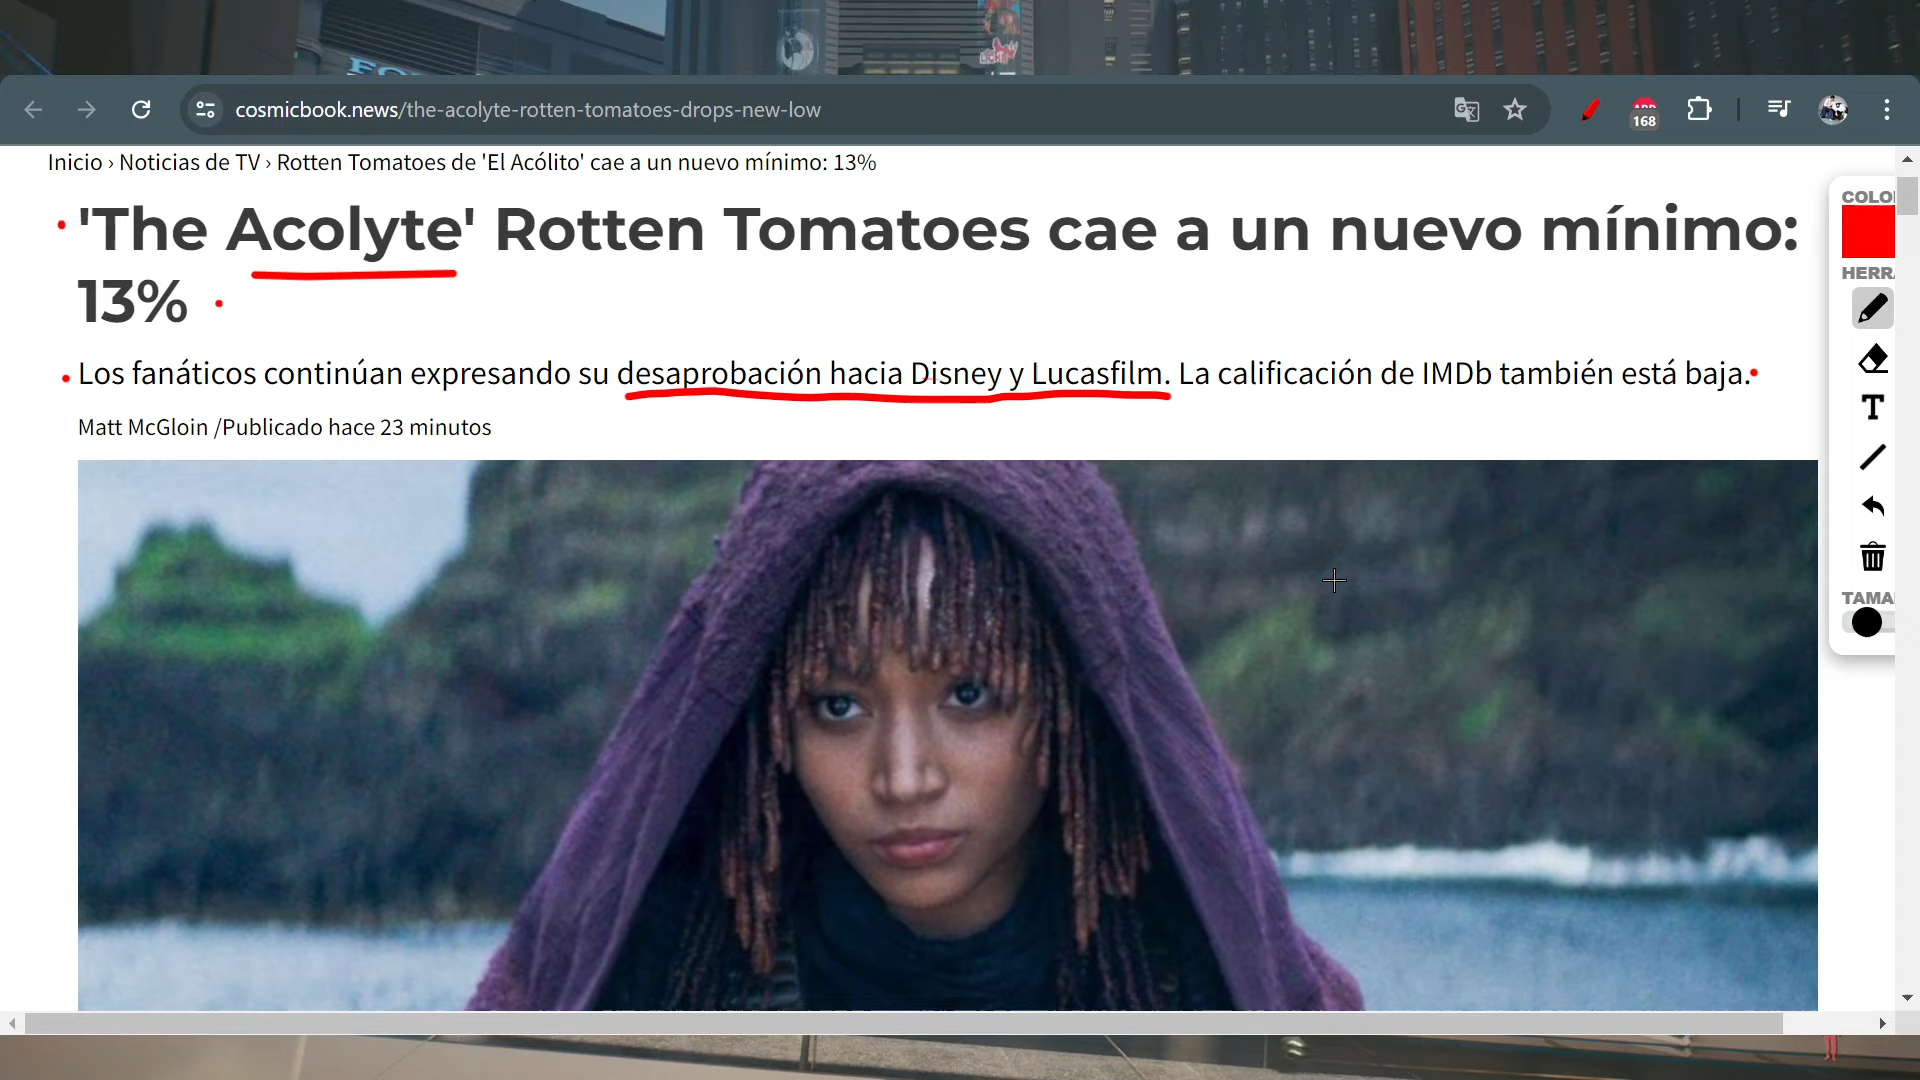 cosmicbook.news/the-acolyte-rotten-tomatoes-drops-new-low
168
Inicio › Noticias de TV › Rotten Tomatoes de 'El Acólito' cae a un nuevo mínimo: 13%
'The Acolyte' Rotten Tomatoes cae a un nuevo mínimo:
13%
Los fanáticos continúan expresando su desaprobación hacia Disney y Lucasfilm. La calificación de IMDb también está baja.
Matt McGloin /Publicado hace 23 minutos
COLO
HERRA
T
TAMA